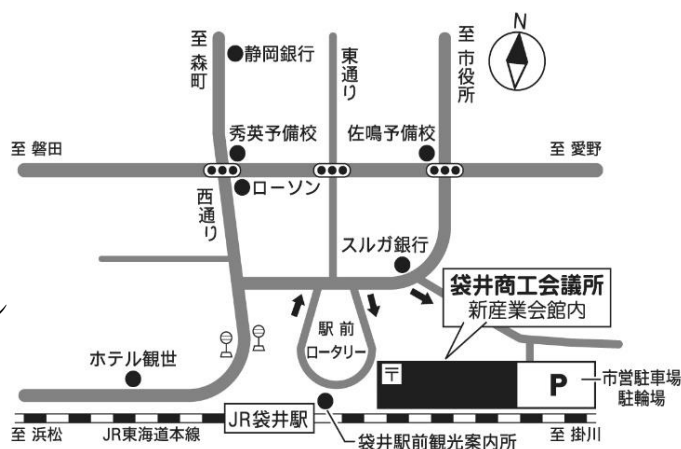 N
至 森町
静岡銀行
東通り
至 市役所
秀英予備校
佐鳴予備校
至 磐田
至 愛野
ローソン
西通り
スルガ銀行
袋井商工会議所
新産業会館内
駅前
ロータリー
ホテル観世
〒
P
市営駐車場
駐輪場
JR袋井駅
至 浜松
JR東海道本線
袋井駅前観光案内所
至 掛川